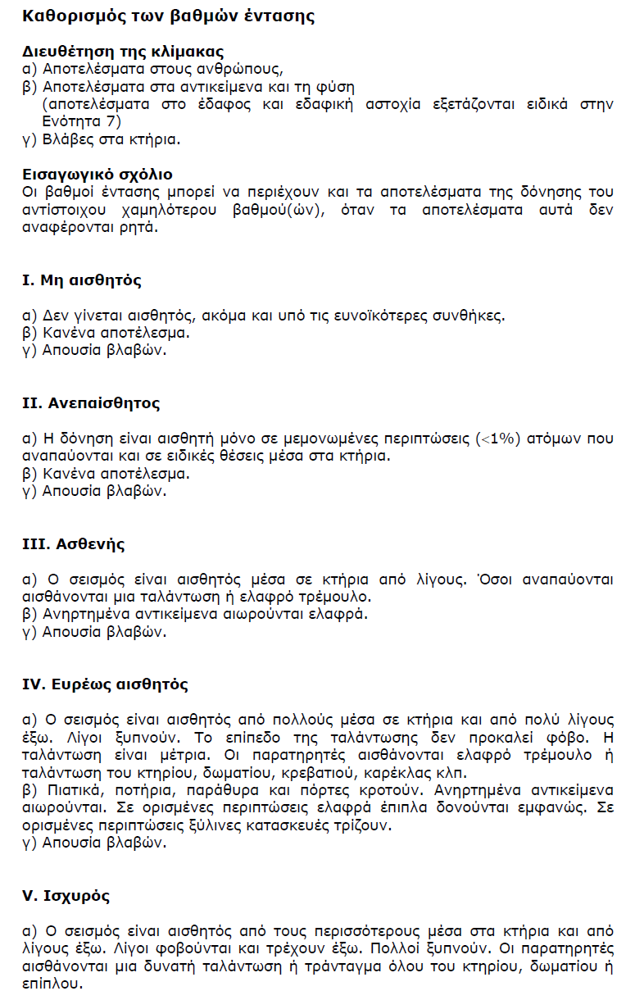 Καθορισμός των βαθμών έντασης
Διευθέτηση της κλίμακας
α) Αποτελέσματα στους ανθρώπους,
β) Αποτελέσματα στα αντικείμενα και τη φύση
(αποτελέσματα στο έδαφος και εδαφική αστοχία εξετάζονται ειδικά στην
Ενότητα 7)
γ) Βλάβες στα κτήρια.
Εισαγωγικό σχόλιο
Οι βαθμοί έντασης μπορεί να περιέχουν και τα αποτελέσματα της δόνησης του
αντίστοιχου χαμηλότερου βαθμού(ών), όταν τα αποτελέσματα αυτά δεν
αναφέρονται ρητά.
I. Μη αισθητός
α) Δεν γίνεται αισθητός, ακόμα και υπό τις ευνοϊκότερες συνθήκες.
β) Κανένα αποτέλεσμα.
γ) Απουσία βλαβών.
II. Ανεπαίσθητος
α) Η δόνηση είναι αισθητή μόνο σε μεμονωμένες περιπτώσεις (<1%) ατόμων που
αναπαύονται και σε ειδικές θέσεις μέσα στα κτήρια.
β) Κανένα αποτέλεσμα.
γ) Απουσία βλαβών.
III. Ασθενής
α) Ο σεισμός είναι αισθητός μέσα σε κτήρια από λίγους. Όσοι αναπαύονται
αισθάνονται μια ταλάντωση ή ελαφρό τρέμουλο.
β) Ανηρτημένα αντικείμενα αιωρούνται ελαφρά.
γ) Απουσία βλαβών.
IV. Ευρέως αισθητός
α) Ο σεισμός είναι αισθητός από πολλούς μέσα σε κτήρια και από πολύ λίγους
έξω. Λίγοι ξυπνούν. Το επίπεδο της ταλάντωσης δεν προκαλεί φόβο. Η
ταλάντωση είναι μέτρια. Οι παρατηρητές αισθάνονται ελαφρό τρέμουλο ή
ταλάντωση του κτηρίου, δωματίου, κρεβατιού, καρέκλας κλπ.
β) Πιατικά, ποτήρια, παράθυρα και πόρτες κροτούν. Ανηρτημένα αντικείμενα
αιωρούνται. Σε ορισμένες περιπτώσεις ελαφρά έπιπλα δονούνται εμφανώς. Σε
ορισμένες περιπτώσεις ξύλινες κατασκευές τρίζουν.
γ) Απουσία βλαβών.
V. Ισχυρός
α) Ο σεισμός είναι αισθητός από τους περισσότερους μέσα στα κτήρια και από
λίγους έξω. Λίγοι φοβούνται και τρέχουν έξω. Πολλοί ξυπνούν. Οι παρατηρητές
αισθάνονται μια δυνατή ταλάντωση ή τράνταγμα όλου του κτηρίου, δωματίου ή
επίπλου.